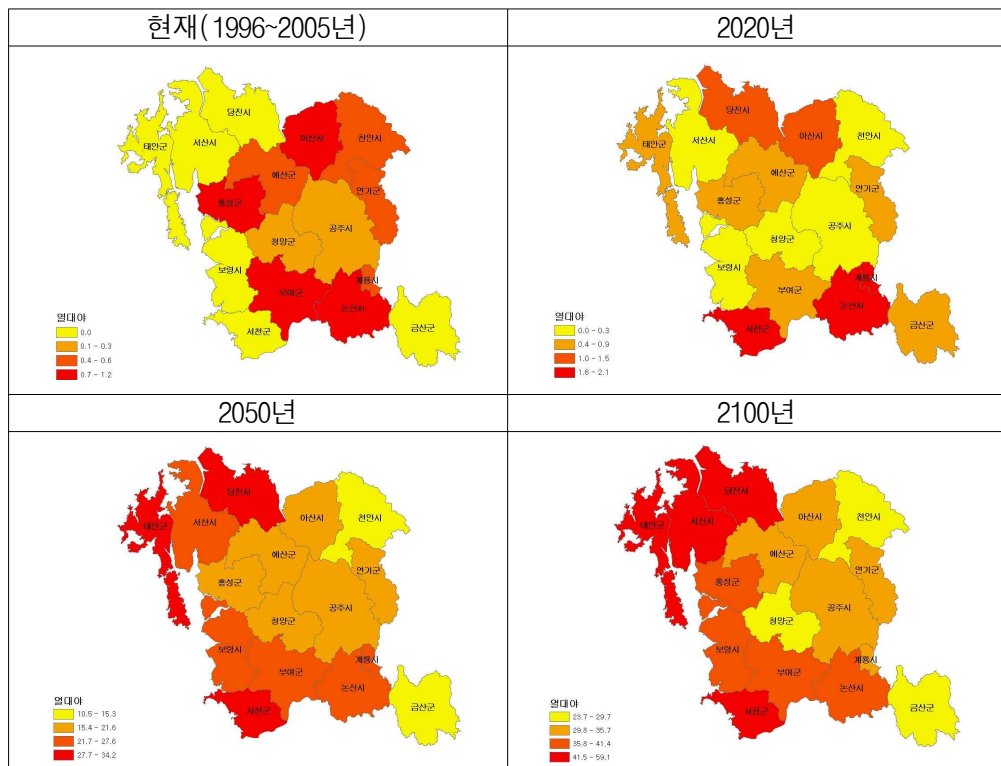 현재(1996~2005년)
당진시
아산시
천안시
태안군
서산시
예산군
연기군
홍성군
공주시
청양군
보령시
계룡시
부여군
논산시
서천군
금산군
열대야
0.0
0.1 - 0.3
0.4 - 0.6
0.7 - 1.2
2020년
당진시
아산시
천안시
태안군
서산시
예산군
연기군
홍성군
공주시
청양군
보령시
계룡시
부여군
논산시
서천군
금산군
열대야
0.0 - 0.3
0.4 - 0.9
1.0 - 1.5
1.6 - 2.1
2050년
당진시
아산시
천안시
태안군
서산시
예산군
연기군
홍성군
공주시
청양군
보령시
계룡시
부여군
논산시
서천군
금산군
열대야
10.5 - 15.3
15.4 - 21.6
21.7 - 27.6
27.7 - 34.2
2100년
당진시
아산시
천안시
태안군
서산시
예산군
연기군
홍성군
공주시
청양군
보령시
계룡시
부여군
논산시
서천군
금산군
열대야
23.7 - 29.7
29.8 - 35.7
35.8 - 41.4
41.5 - 59.1